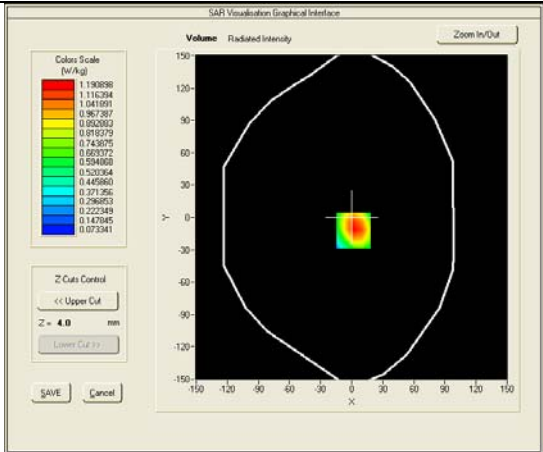 SAR Visualisation Graphical Interface
Volume Radiated Intensity
Zoom In/Out
Colors Scale
(W/kg)
1.190898
1.116394
1.041891
0.967387
0.892883
0.818379
0.743875
0.669372
0.594868
0.520364
0.445860
0.371356
0.296853
0.222349
0.147845
0.073341
Z Cuts Control
<< Upper Cut
Z = 4.0 mm
Lower Cut >>
SAVE Cancel
150
120
90
60
30
0
-30
-60
-90
-120
-150
Y
-150 -120 -90 -60 -30 0 30 60 90 120 150
X